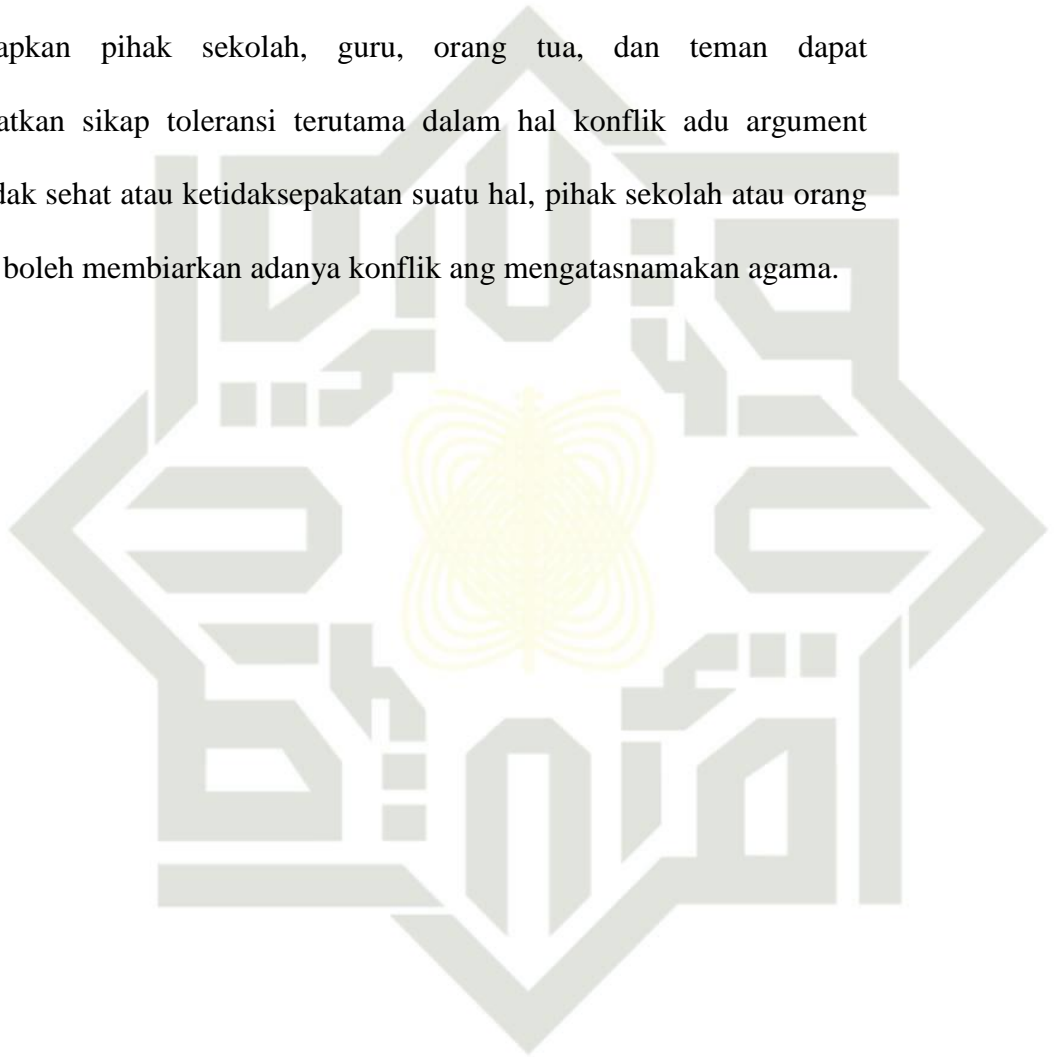 apkan pihak sekolah, guru, orang tua, dan teman dapat
atkan sikap toleransi terutama dalam hal konflik adu argument
dak sehat atau ketidaksepakatan suatu hal, pihak sekolah atau orang
boleh membiarkan adanya konflik ang mengatasnamakan agama.